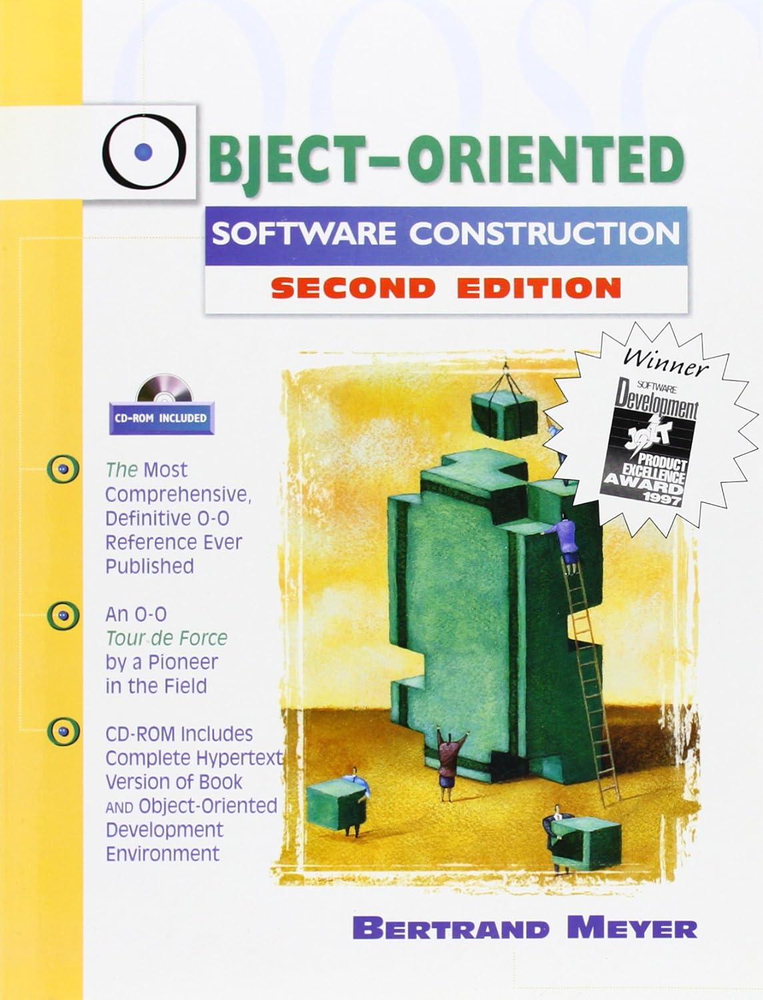 OOSC
OBJECT-ORIENTED
SOFTWARE CONSTRUCTION
SECOND EDITION
Winner
SOFTWARE
Development
JOLT
PRODUCT
EXCELLENCE
AWARD
1997
CD-ROM INCLUDED
The Most
Comprehensive,
Definitive O-O
Reference Ever
Published
An O-O
Tour de Force
by a Pioneer
in the Field
CD-ROM Includes
Complete Hypertext
Version of Book
AND Object-Oriented
Development
Environment
BERTRAND MEYER